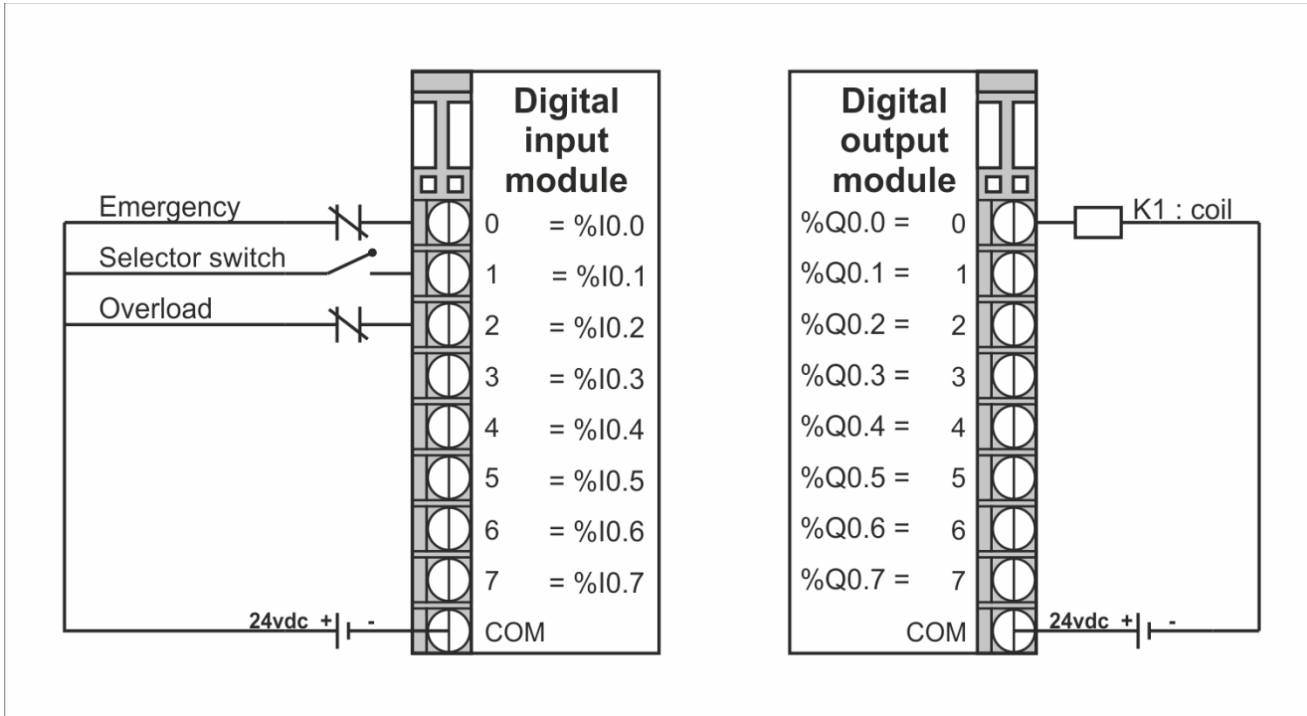 Digital
input
module
Emergency
0 = %I0.0
Selector switch
1 = %I0.1
Overload
2 = %I0.2
3 = %I0.3
4 = %I0.4
5 = %I0.5
6 = %I0.6
7 = %I0.7
24vdc + -
COM
Digital
output
module
%Q0.0 = 0
K1 : coil
%Q0.1 = 1
%Q0.2 = 2
%Q0.3 = 3
%Q0.4 = 4
%Q0.5 = 5
%Q0.6 = 6
%Q0.7 = 7
COM
24vdc + -